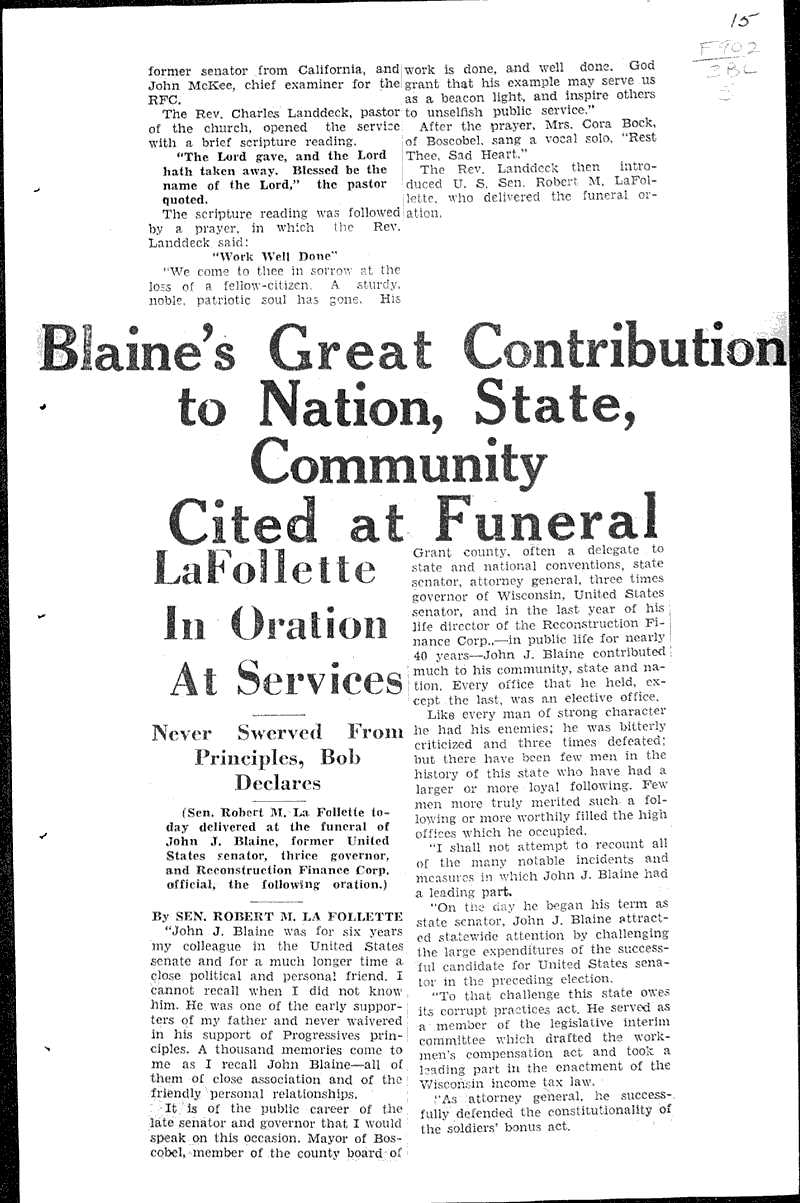 15
F902
3BL
former senator from California, and
John McKee, chief examiner for the
RFC.
The Rev. Charles Landdeck, pastor
of the church, opened the service
with a brief scripture reading.
"The Lord gave, and the Lord
hath taken away. Blessed be the
name of the Lord," the pastor
quoted.
The scripture reading was followed
by a prayer, in which the Rev.
Landdeck said:
"Work Well Done"
"We come to thee in sorrow at the
loss of a fellow-citizen. A sturdy,
noble, patriotic soul has gone. His
work is done, and well done. God
grant that his example may serve us
as a beacon light, and inspire others
to unselfish public service."
After the prayer, Mrs. Cora Bock,
of Boscobel, sang a vocal solo, "Rest
Thee, Sad Heart."
The Rev. Landdeck then intro-
duced U. S. Sen. Robert M. LaFol-
lette, who delivered the funeral or-
ation.
Blaine's Great Contribution
to Nation, State,
Community
Cited at Funeral
LaFollette
In Oration
At Services
Never Swerved From
Principles, Bob
Declares
(Sen. Robert M. La Follette to-
day delivered at the funeral of
John J. Blaine, former United
States senator, thrice governor,
and Reconstruction Finance Corp.
official, the following oration.)
By SEN. ROBERT M. LA FOLLETTE
"John J. Blaine was for six years
my colleague in the United States
senate and for a much longer time a
close political and personal friend. I
cannot recall when I did not know
him. He was one of the early suppor-
ters of my father and never waivered
in his support of Progressives prin-
ciples. A thousand memories come to
me as I recall John Blaine—all of
them of close association and of the
friendly personal relationships.
It is of the public career of the
late senator and governor that I would
speak on this occasion. Mayor of Bos-
cobel, member of the county board of
Grant county, often a delegate to
state and national conventions, state
senator, attorney general, three times
governor of Wisconsin, United States
senator, and in the last year of his
life director of the Reconstruction Fi-
nance Corp.,—in public life for nearly
40 years—John J. Blaine contributed
much to his community, state and na-
tion. Every office that he held, ex-
cept the last, was an elective office.
Like every man of strong character
he had his enemies; he was bitterly
criticized and three times defeated;
but there have been few men in the
history of this state who have had a
larger or more loyal following. Few
men more truly merited such a fol-
lowing or more worthily filled the high
offices which he occupied.
"I shall not attempt to recount all
of the many notable incidents and
measures in which John J. Blaine had
a leading part.
"On the day he began his term as
state senator, John J. Blaine attract-
ed statewide attention by challenging
the large expenditures of the success-
ful candidate for United States sena-
tor in the preceding election.
"To that challenge this state owes
its corrupt practices act. He served as
a member of the legislative interim
committee which drafted the work-
men's compensation act and took a
leading part in the enactment of the
Wisconsin income tax law.
"As attorney general, he success-
fully defended the constitutionality of
the soldiers' bonus act.